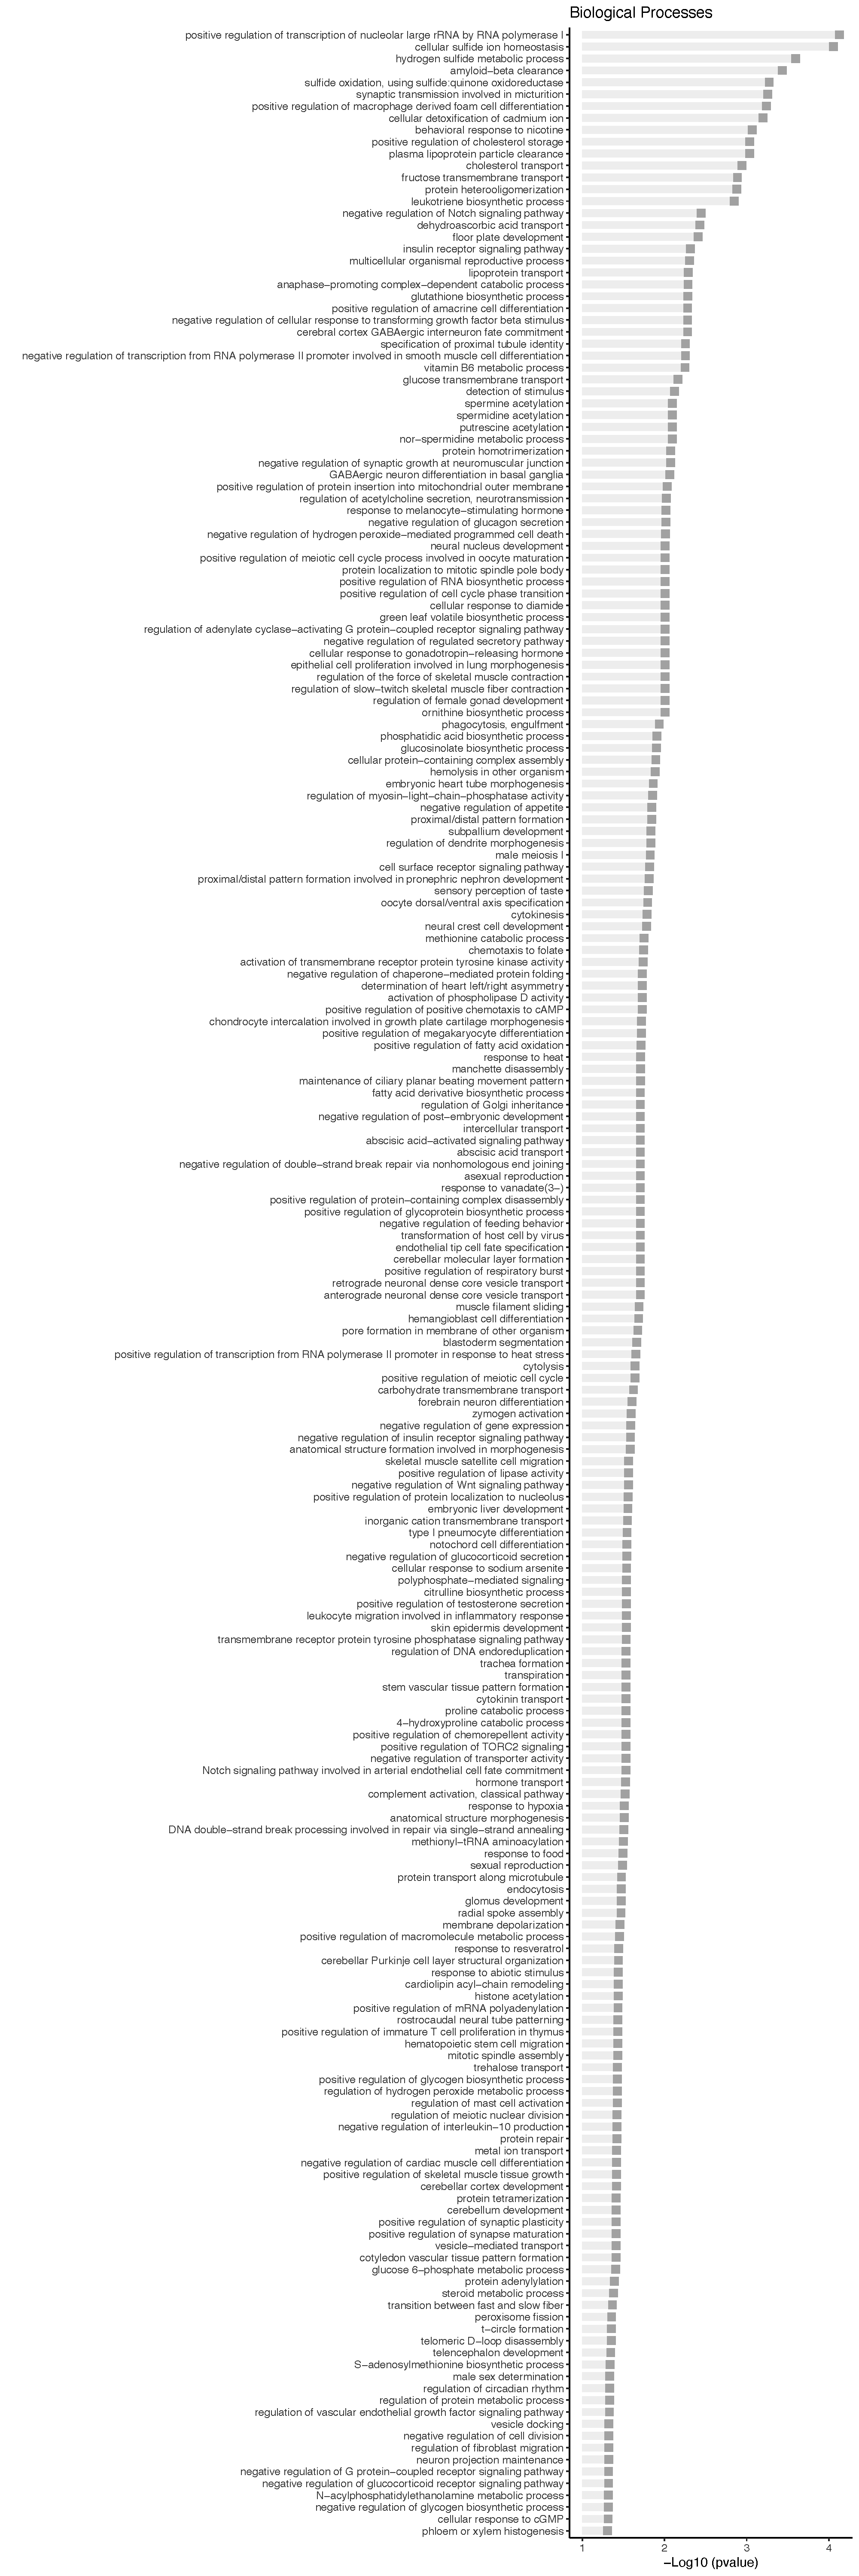 Biological Processes
positive regulation of transcription of nucleolar large rRNA by RNA polymerase I
cellular sulfide ion homeostasis
hydrogen sulfide metabolic process
amyloid−beta clearance
sulfide oxidation, using sulfide:quinone oxidoreductase
synaptic transmission involved in micturition
positive regulation of macrophage derived foam cell differentiation
cellular detoxification of cadmium ion
behavioral response to nicotine
positive regulation of cholesterol storage
plasma lipoprotein particle clearance
cholesterol transport
fructose transmembrane transport
protein heterooligomerization
leukotriene biosynthetic process
negative regulation of Notch signaling pathway
dehydroascorbic acid transport
floor plate development
insulin receptor signaling pathway
multicellular organismal reproductive process
lipoprotein transport
anaphase−promoting complex−dependent catabolic process
glutathione biosynthetic process
positive regulation of amacrine cell differentiation
negative regulation of cellular response to transforming growth factor beta stimulus
cerebral cortex GABAergic interneuron fate commitment
specification of proximal tubule identity
negative regulation of transcription from RNA polymerase II promoter involved in smooth muscle cell differentiation
vitamin B6 metabolic process
glucose transmembrane transport
detection of stimulus
spermine acetylation
spermidine acetylation
putrescine acetylation
nor−spermidine metabolic process
protein homotrimerization
negative regulation of synaptic growth at neuromuscular junction
GABAergic neuron differentiation in basal ganglia
positive regulation of protein insertion into mitochondrial outer membrane
regulation of acetylcholine secretion, neurotransmission
response to melanocyte−stimulating hormone
negative regulation of glucagon secretion
negative regulation of hydrogen peroxide−mediated programmed cell death
neural nucleus development
positive regulation of meiotic cell cycle process involved in oocyte maturation
protein localization to mitotic spindle pole body
positive regulation of RNA biosynthetic process
positive regulation of cell cycle phase transition
cellular response to diamide
green leaf volatile biosynthetic process
regulation of adenylate cyclase−activating G protein−coupled receptor signaling pathway
negative regulation of regulated secretory pathway
cellular response to gonadotropin−releasing hormone
epithelial cell proliferation involved in lung morphogenesis
regulation of the force of skeletal muscle contraction
regulation of slow−twitch skeletal muscle fiber contraction
regulation of female gonad development
ornithine biosynthetic process
phagocytosis, engulfment
phosphatidic acid biosynthetic process
glucosinolate biosynthetic process
cellular protein−containing complex assembly
hemolysis in other organism
embryonic heart tube morphogenesis
regulation of myosin−light−chain−phosphatase activity
negative regulation of appetite
proximal/distal pattern formation
subpallium development
regulation of dendrite morphogenesis
male meiosis I
cell surface receptor signaling pathway
proximal/distal pattern formation involved in pronephric nephron development
sensory perception of taste
oocyte dorsal/ventral axis specification
cytokinesis
neural crest cell development
methionine catabolic process
chemotaxis to folate
activation of transmembrane receptor protein tyrosine kinase activity
negative regulation of chaperone−mediated protein folding
determination of heart left/right asymmetry
activation of phospholipase D activity
positive regulation of positive chemotaxis to cAMP
chondrocyte intercalation involved in growth plate cartilage morphogenesis
positive regulation of megakaryocyte differentiation
positive regulation of fatty acid oxidation
response to heat
manchette disassembly
maintenance of ciliary planar beating movement pattern
fatty acid derivative biosynthetic process
regulation of Golgi inheritance
negative regulation of post−embryonic development
intercellular transport
abscisic acid−activated signaling pathway
abscisic acid transport
negative regulation of double−strand break repair via nonhomologous end joining
asexual reproduction
response to vanadate(3−)
positive regulation of protein−containing complex disassembly
positive regulation of glycoprotein biosynthetic process
negative regulation of feeding behavior
transformation of host cell by virus
endothelial tip cell fate specification
cerebellar molecular layer formation
positive regulation of respiratory burst
retrograde neuronal dense core vesicle transport
anterograde neuronal dense core vesicle transport
muscle filament sliding
hemangioblast cell differentiation
pore formation in membrane of other organism
blastoderm segmentation
positive regulation of transcription from RNA polymerase II promoter in response to heat stress
cytolysis
positive regulation of meiotic cell cycle
carbohydrate transmembrane transport
forebrain neuron differentiation
zymogen activation
negative regulation of gene expression
negative regulation of insulin receptor signaling pathway
anatomical structure formation involved in morphogenesis
skeletal muscle satellite cell migration
positive regulation of lipase activity
negative regulation of Wnt signaling pathway
positive regulation of protein localization to nucleolus
embryonic liver development
inorganic cation transmembrane transport
type I pneumocyte differentiation
notochord cell differentiation
negative regulation of glucocorticoid secretion
cellular response to sodium arsenite
polyphosphate−mediated signaling
citrulline biosynthetic process
positive regulation of testosterone secretion
leukocyte migration involved in inflammatory response
skin epidermis development
transmembrane receptor protein tyrosine phosphatase signaling pathway
regulation of DNA endoreduplication
trachea formation
transpiration
stem vascular tissue pattern formation
cytokinin transport
proline catabolic process
4−hydroxyproline catabolic process
positive regulation of chemorepellent activity
positive regulation of TORC2 signaling
negative regulation of transporter activity
Notch signaling pathway involved in arterial endothelial cell fate commitment
hormone transport
complement activation, classical pathway
response to hypoxia
anatomical structure morphogenesis
DNA double−strand break processing involved in repair via single−strand annealing
methionyl−tRNA aminoacylation
response to food
sexual reproduction
protein transport along microtubule
endocytosis
glomus development
radial spoke assembly
membrane depolarization
positive regulation of macromolecule metabolic process
response to resveratrol
cerebellar Purkinje cell layer structural organization
response to abiotic stimulus
cardiolipin acyl−chain remodeling
histone acetylation
positive regulation of mRNA polyadenylation
rostrocaudal neural tube patterning
positive regulation of immature T cell proliferation in thymus
hematopoietic stem cell migration
mitotic spindle assembly
trehalose transport
positive regulation of glycogen biosynthetic process
regulation of hydrogen peroxide metabolic process
regulation of mast cell activation
regulation of meiotic nuclear division
negative regulation of interleukin−10 production
protein repair
metal ion transport
negative regulation of cardiac muscle cell differentiation
positive regulation of skeletal muscle tissue growth
cerebellar cortex development
protein tetramerization
cerebellum development
positive regulation of synaptic plasticity
positive regulation of synapse maturation
vesicle−mediated transport
cotyledon vascular tissue pattern formation
glucose 6−phosphate metabolic process
protein adenylylation
steroid metabolic process
transition between fast and slow fiber
peroxisome fission
t−circle formation
telomeric D−loop disassembly
telencephalon development
S−adenosylmethionine biosynthetic process
male sex determination
regulation of circadian rhythm
regulation of protein metabolic process
regulation of vascular endothelial growth factor signaling pathway
vesicle docking
negative regulation of cell division
regulation of fibroblast migration
neuron projection maintenance
negative regulation of G protein−coupled receptor signaling pathway
negative regulation of glucocorticoid receptor signaling pathway
N−acylphosphatidylethanolamine metabolic process
negative regulation of glycogen biosynthetic process
cellular response to cGMP
phloem or xylem histogenesis
1 2 3 4
−Log10 (pvalue)